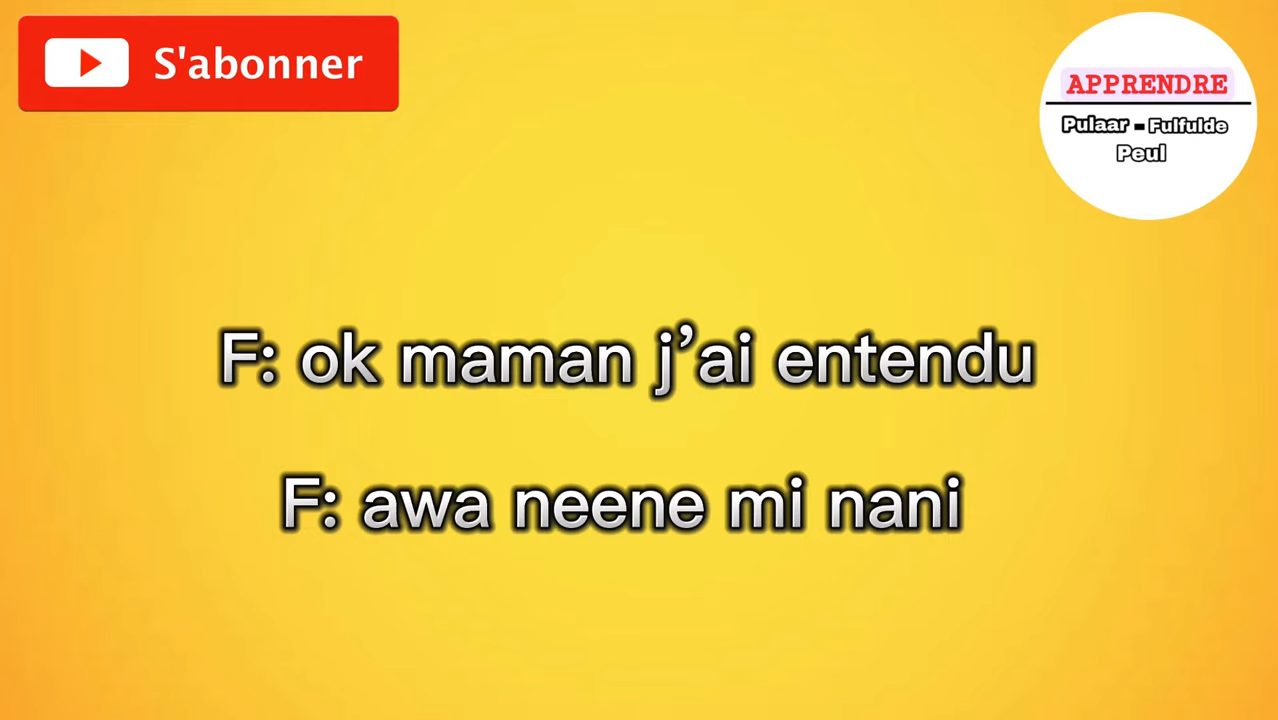 S'abonner
APPRENDRE
Pulaar - Fulfulde
Peul
F: ok maman j’ai entendu
F: awa neene mi nani